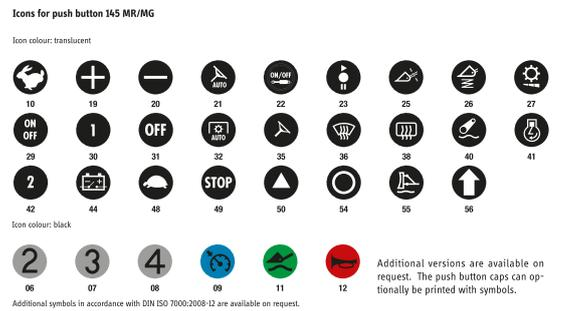 Icons for push button 145 MR/MG
Icon colour: translucent
AUTO
ON/OFF
10 19 20 21 22 23 25 26 27
ON
OFF
1
OFF
AUTO
29 30 31 32 35 36 38 40 41
2
STOP
42 44 48 49 50 54 55 56
Icon colour: black
2 3 4
06 07 08 09 11 12
Additional versions are available on
request. The push button caps can op-
tionally be printed with symbols.
Additional symbols in accordance with DIN ISO 7000:2008-12 are available on request.